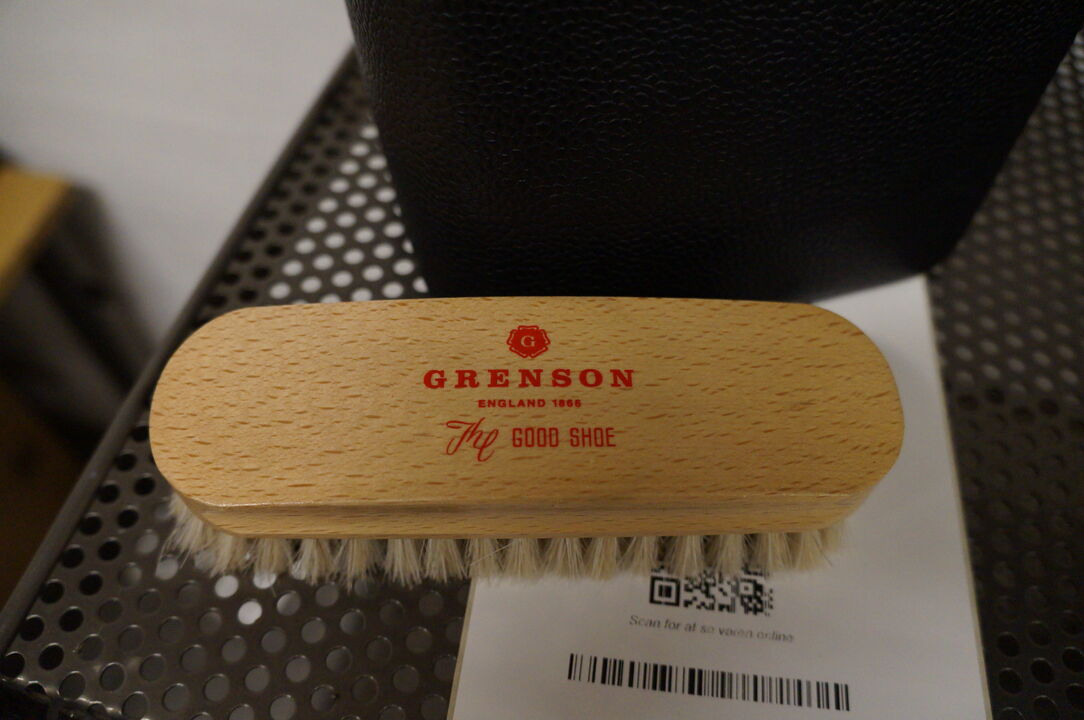 G
GRENSON
ENGLAND 1866
The GOOD SHOE
Scan for at se varen online